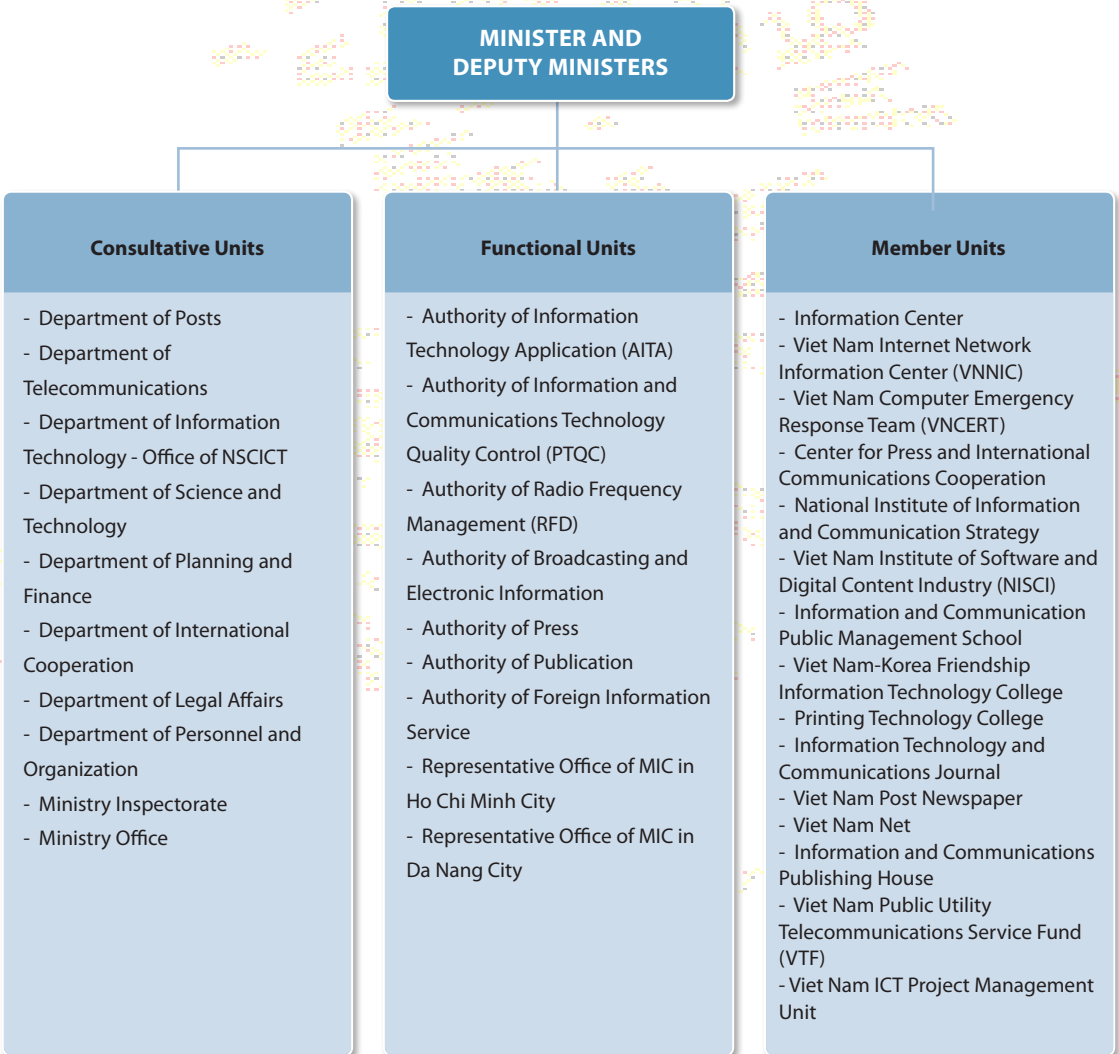 MINISTER AND
DEPUTY MINISTERS
Consultative Units
- Department of Posts
- Department of
Telecommunications
- Department of Information
Technology - Office of NSCICT
- Department of Science and
Technology
- Department of Planning and
Finance
- Department of International
Cooperation
- Department of Legal Affairs
- Department of Personnel and
Organization
- Ministry Inspectorate
- Ministry Office
Functional Units
- Authority of Information
Technology Application (AITA)
- Authority of Information and
Communications Technology
Quality Control (PTQC)
- Authority of Radio Frequency
Management (RFD)
- Authority of Broadcasting and
Electronic Information
- Authority of Press
- Authority of Publication
- Authority of Foreign Information
Service
- Representative Office of MIC in
Ho Chi Minh City
- Representative Office of MIC in
Da Nang City
Member Units
- Information Center
- Viet Nam Internet Network
Information Center (VNNIC)
- Viet Nam Computer Emergency
Response Team (VNCERT)
- Center for Press and International
Communications Cooperation
- National Institute of Information
and Communication Strategy
- Viet Nam Institute of Software and
Digital Content Industry (NISCI)
- Information and Communication
Public Management School
- Viet Nam-Korea Friendship
Information Technology College
- Printing Technology College
- Information Technology and
Communications Journal
- Viet Nam Post Newspaper
- Viet Nam Net
- Information and Communications
Publishing House
- Viet Nam Public Utility
Telecommunications Service Fund
(VTF)
- Viet Nam ICT Project Management
Unit